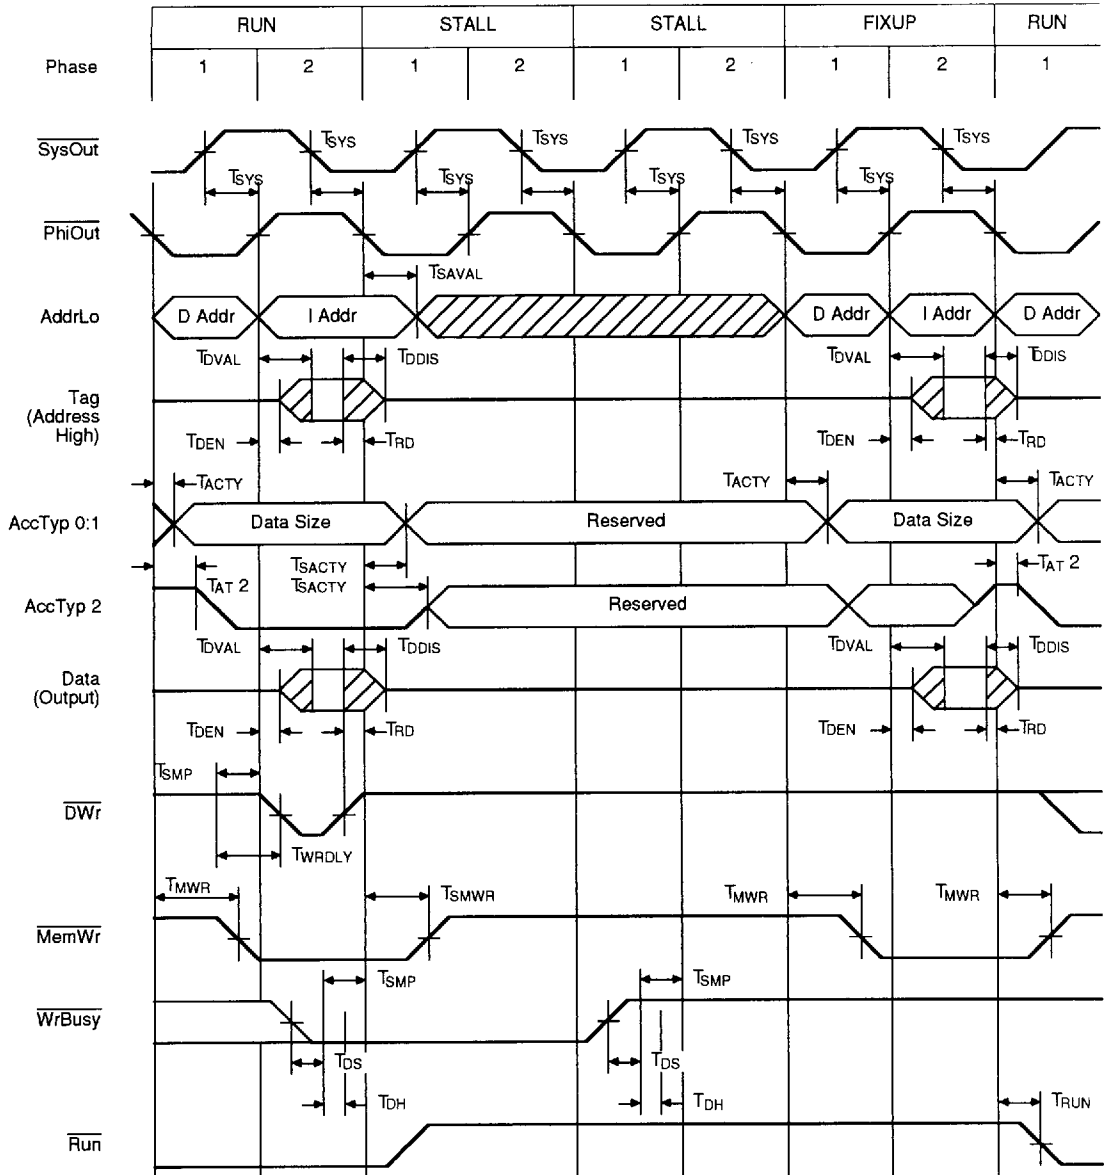 RUN STALL STALL FIXUP RUN
Phase 1 2 1 2 1 2 1 2 1
SysOut TSYS TSYS TSYS TSYS
TSYS TSYS TSYS TSYS
PhiOut
TSAVAL
AddrLo D Addr I Addr D Addr I Addr D Addr
TDVAL TDDIS TDVAL TDDIS
Tag
(Address
High)
TDEN TRD TDEN TRD
TACTY TACTY TACTY
AccTyp 0:1 Data Size Reserved Data Size
TSACTY
TAT 2 TSACTY TAT 2
AccTyp 2 Reserved
TDVAL TDDIS TDVAL TDDIS
Data
(Output)
TDEN TRD TDEN TRD
TSMP
DWr
TWRDLY
TMWR TSMWR TMWR TMWR
MemWr
TSMP TSMP
WrBusy
TDS TDS
TDH TDH TRUN
Run